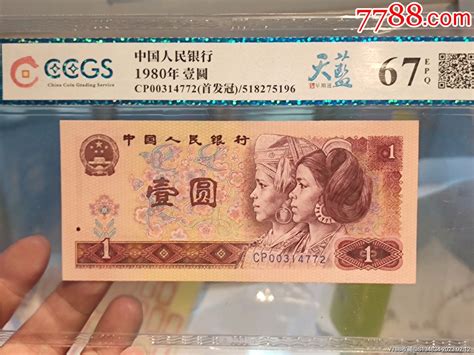 7788.com
CCGS
China Coin Grading Service
中国人民银行
1980年 壹圆
CP00314772(首发冠)/518275196
天蓝
67 EPQ
中国人民银行
1
壹圆
CP00314772
1
1